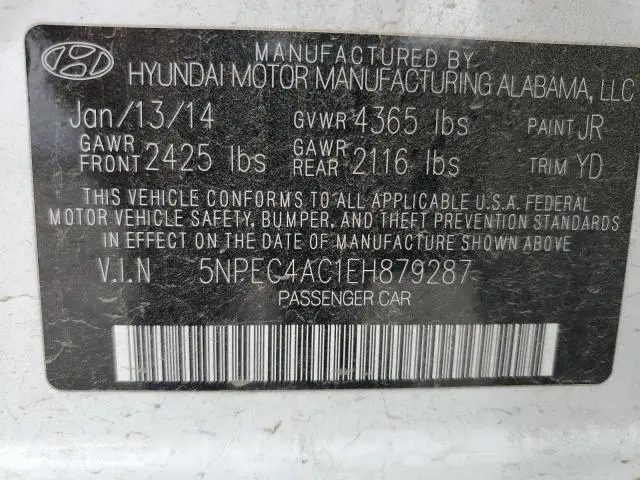 MANUFACTURED BY
HYUNDAI MOTOR MANUFACTURING ALABAMA, LLC
Jan/13/14 GVWR 4365 lbs PAINT JR
GAWR FRONT 2425 lbs GAWR REAR 2116 lbs TRIM YD
THIS VEHICLE CONFORMS TO ALL APPLICABLE U.S.A. FEDERAL
MOTOR VEHICLE SAFETY, BUMPER, AND THEFT PREVENTION STANDARDS
IN EFFECT ON THE DATE OF MANUFACTURE SHOWN ABOVE
V.I.N 5NPEC4AC1EH879287
PASSENGER CAR